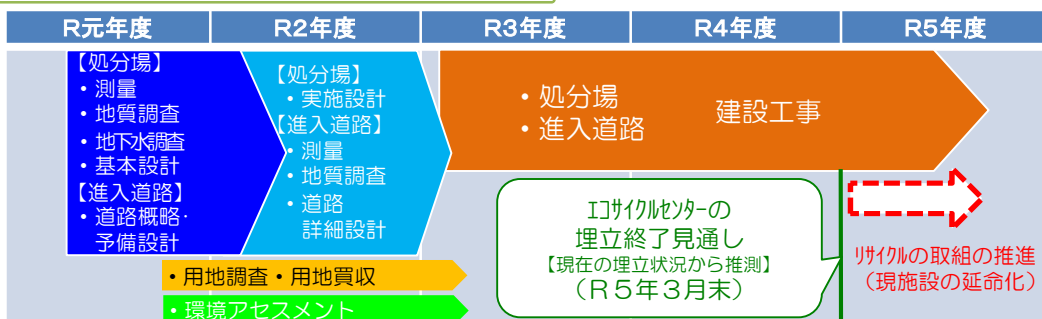 R元年度
R2年度
R3年度
R4年度
R5年度
【処分場】
・測量
・地質調査
・地下水調査
・基本設計
【進入道路】
・道路概略・
予備設計
【処分場】
・実施設計
【進入道路】
・測量
・地質調査
・道路
詳細設計
・処分場
・進入道路
建設工事
・用地調査・用地買収
・環境アセスメント
ｴｺｻｲｸﾙｾﾝﾀｰの
埋立終了見通し
【現在の埋立状況から推測】
（R５年３月末）
ﾘｻｲｸﾙの取組の推進
（現施設の延命化）